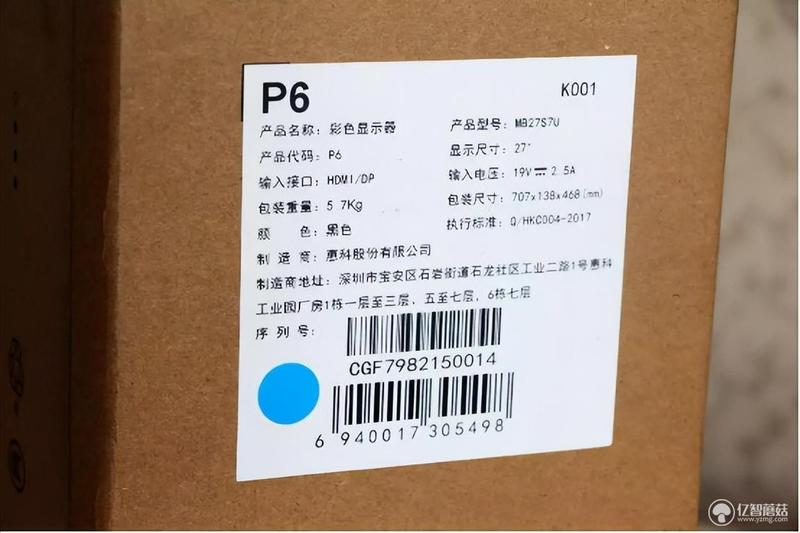 P6 K001
产品名称: 彩色显示器 产品型号: MB27S7U
产品代码: P6 显示尺寸: 27"
输入接口: HDMI/DP 输入电压: 19V⎓2.5A
包装重量: 5.7Kg 包装尺寸: 707x138x468(mm)
颜 色: 黑色 执行标准: Q/HKC004-2017
制 造 商: 惠科股份有限公司
制造商地址: 深圳市宝安区石岩街道石龙社区工业二路1号惠科
工业园厂房1栋一层至三层、五至七层, 6栋七层
序 列 号:
CGF7982150014
6 940017 305498
亿智蘑菇
www.yzmg.com